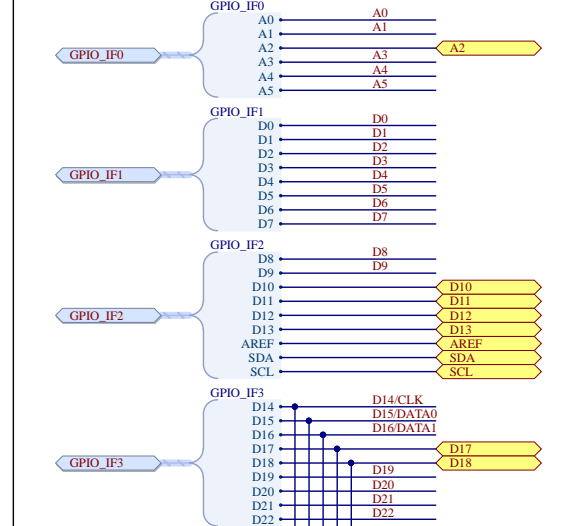 GPIO_IF0
A0 A0
A1 A1
A2 A2
GPIO_IF0
A3 A3
A4 A4
A5 A5
GPIO_IF1
D0 D0
D1 D1
D2 D2
D3 D3
GPIO_IF1
D4 D4
D5 D5
D6 D6
D7 D7
GPIO_IF2
D8 D8
D9 D9
D10 D10
D11 D11
GPIO_IF2 D12 D12
D13 D13
AREF AREF
SDA SDA
SCL SCL
GPIO_IF3
D14 D14/CLK
D15 D15/DATA0
D16 D16/DATA1
D17 D17
GPIO_IF3 D18 D18
D19 D19
D20 D20
D21 D21
D22 D22